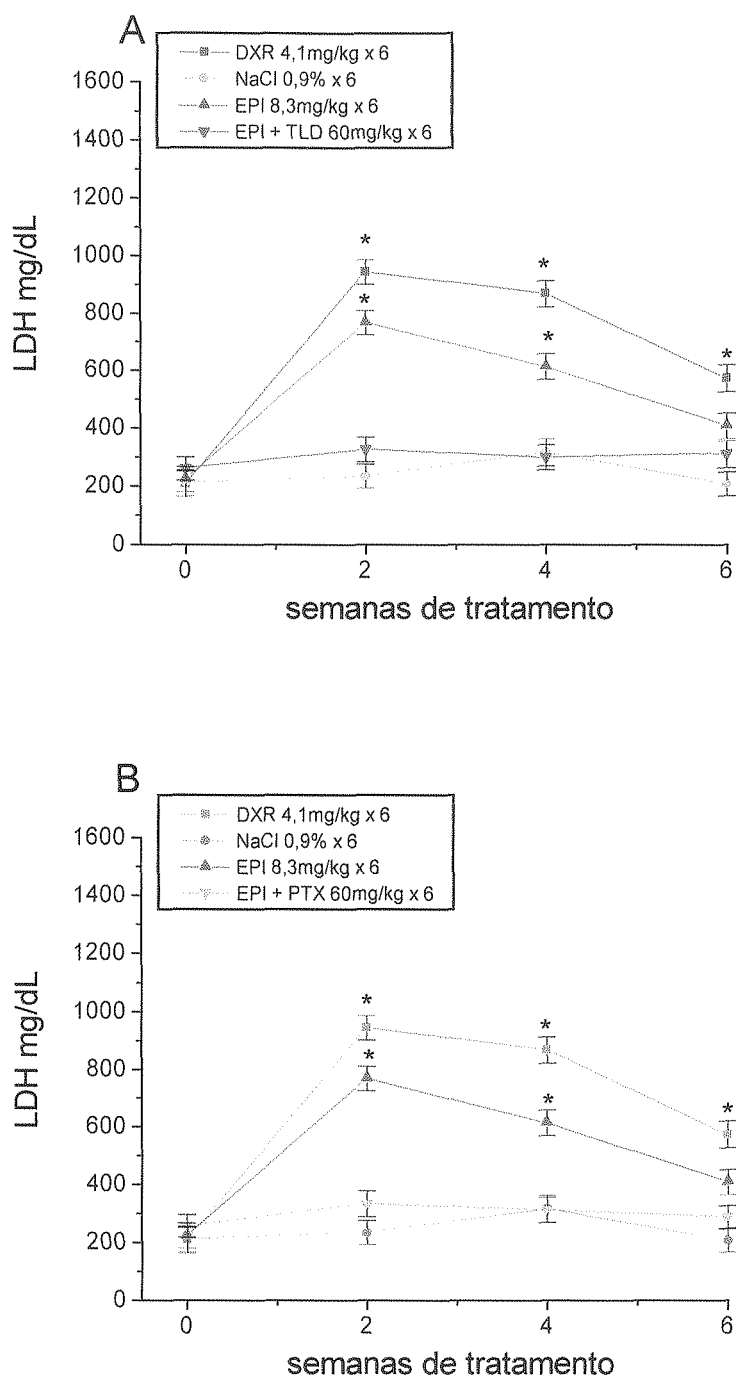 A
DXR 4,1mg/kg x 6
NaCl 0,9% x 6
EPI 8,3mg/kg x 6
EPI + TLD 60mg/kg x 6
1600
1400
1200
1000
800
600
400
200
0
LDH mg/dL
*
*
*
*
*
0
2
4
6
semanas de tratamento
B
DXR 4,1mg/kg x 6
NaCl 0,9% x 6
EPI 8,3mg/kg x 6
EPI + PTX 60mg/kg x 6
1600
1400
1200
1000
800
600
400
200
0
LDH mg/dL
*
*
*
*
*
0
2
4
6
semanas de tratamento